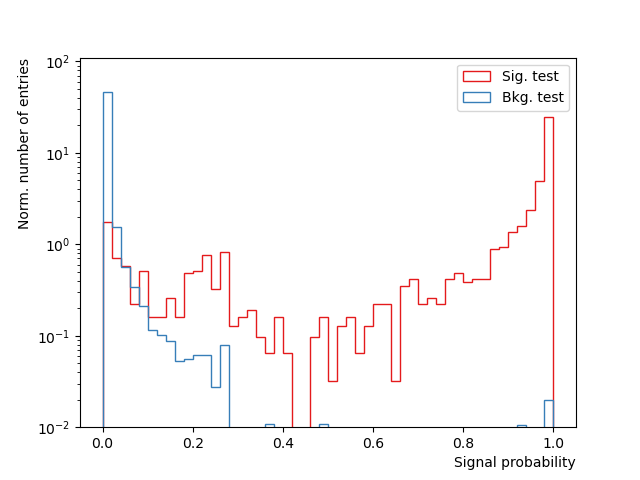 Norm. number of entries
10²
10¹
10⁰
10⁻¹
10⁻²
Sig. test
Bkg. test
0.0 0.2 0.4 0.6 0.8 1.0
Signal probability